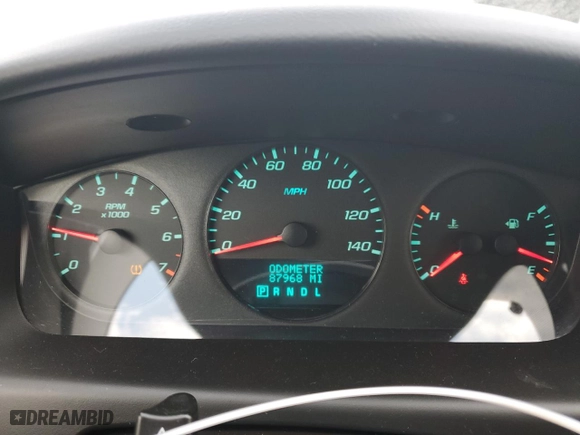 0 1 2 3 4 5 6 7
RPM
x1000
0 20 40 60 80 100 120 140
MPH
ODOMETER
87968 MI
P R N D L
H C
F E
DREAMBID